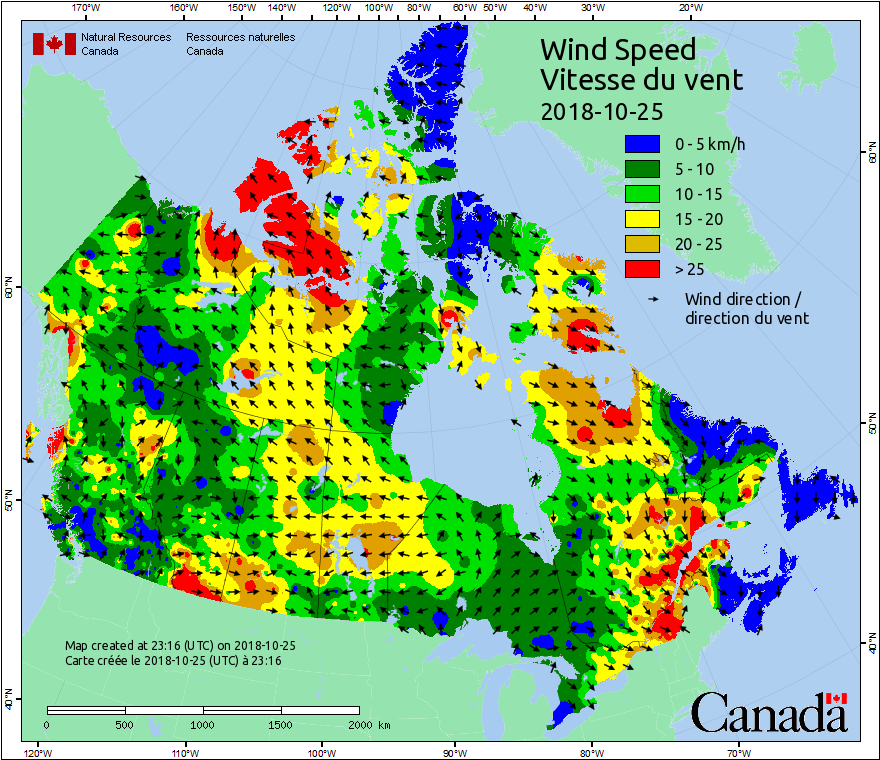 170°W 160°W 150°W 140°W 120°W 100°W 80°W 60°W 50°W 40°W 30°W 20°W
Natural Resources Ressources naturelles
Canada Canada
Wind Speed
Vitesse du vent
2018-10-25
0 - 5 km/h
5 - 10
10 - 15
15 - 20
20 - 25
> 25
Wind direction /
direction du vent
60°N
60°N
50°N
50°N
40°N
40°N
Map created at 23:16 (UTC) on 2018-10-25
Carte créée le 2018-10-25 (UTC) à 23:16
0 500 1000 1500 2000 km
Canada
120°W 110°W 100°W 90°W 80°W 70°W